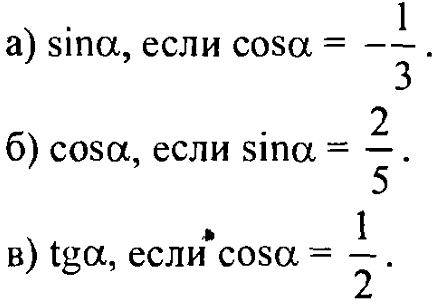 а) sinα, если cosα = -1/3.
б) cosα, если sinα = 2/5.
в) tgα, если cosα = 1/2.